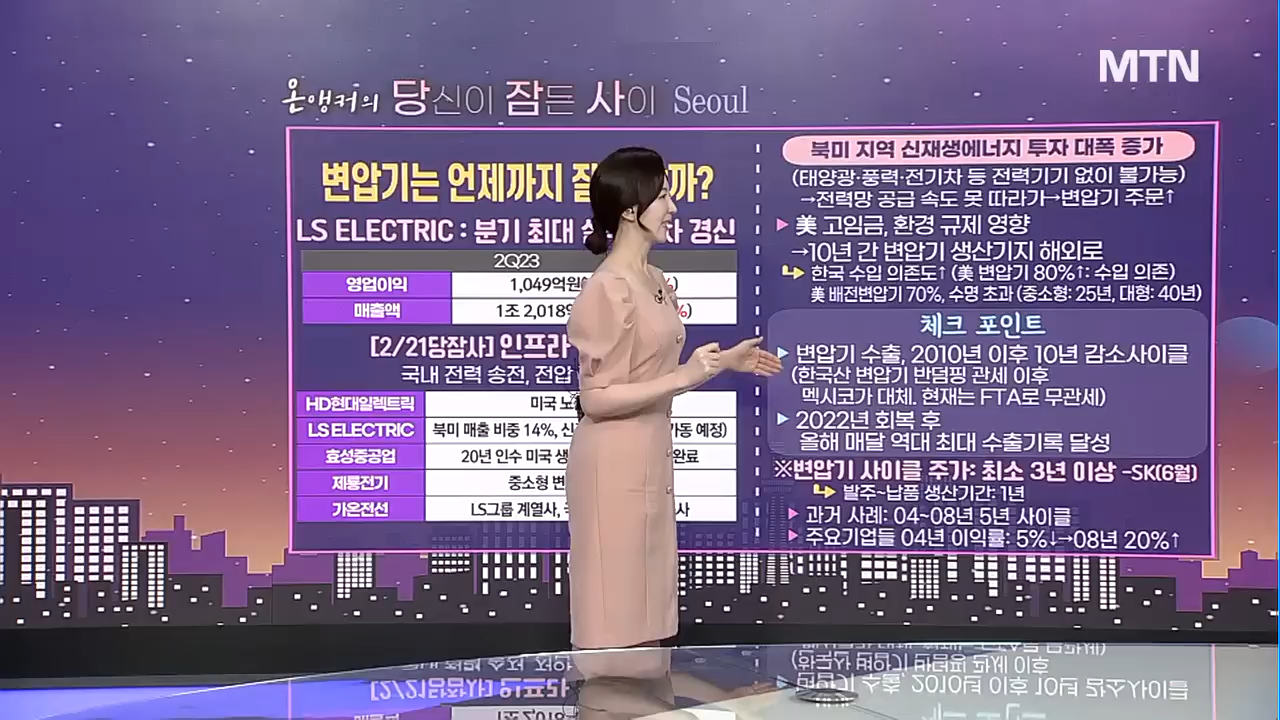 MTN
온앵커의 당신이 잠든 사이 Seoul
변압기는 언제까지 까?
LS ELECTRIC : 분기 최대 경신
2Q23
영업이익 1,049억원
매출액 1조 2,018억
[2/21당잠사] 인프라
국내 전력 송전, 전압
HD현대일렉트릭 미국
LS ELECTRIC 북미 매출 비중 14%, 가동 예정)
효성중공업 20년 인수 미국 완료
제룡전기 중소형
가온전선 LS그룹 계열사,
북미 지역 신재생에너지 투자 대폭 증가
(태양광·풍력·전기차 등 전력기기 없이 불가능)
→전력망 공급 속도 못 따라가→변압기 주문↑
▶ 美 고임금, 환경 규제 영향
→10년 간 변압기 생산기지 해외로
↳ 한국 수입 의존도↑ (美 변압기 80%↑: 수입 의존)
美 배전변압기 70%, 수명 초과 (중소형: 25년, 대형: 40년)
체크 포인트
▶ 변압기 수출, 2010년 이후 10년 감소사이클
(한국산 변압기 반덤핑 관세 이후
멕시코가 대체. 현재는 FTA로 무관세)
▶ 2022년 회복 후
올해 매달 역대 최대 수출기록 달성
※변압기 사이클 주가: 최소 3년 이상 -SK(6월)
↳ 발주~납품 생산기간: 1년
▶ 과거 사례: 04~08년 5년 사이클
▶ 주요기업들 04년 이익률: 5%↓→08년 20%↑